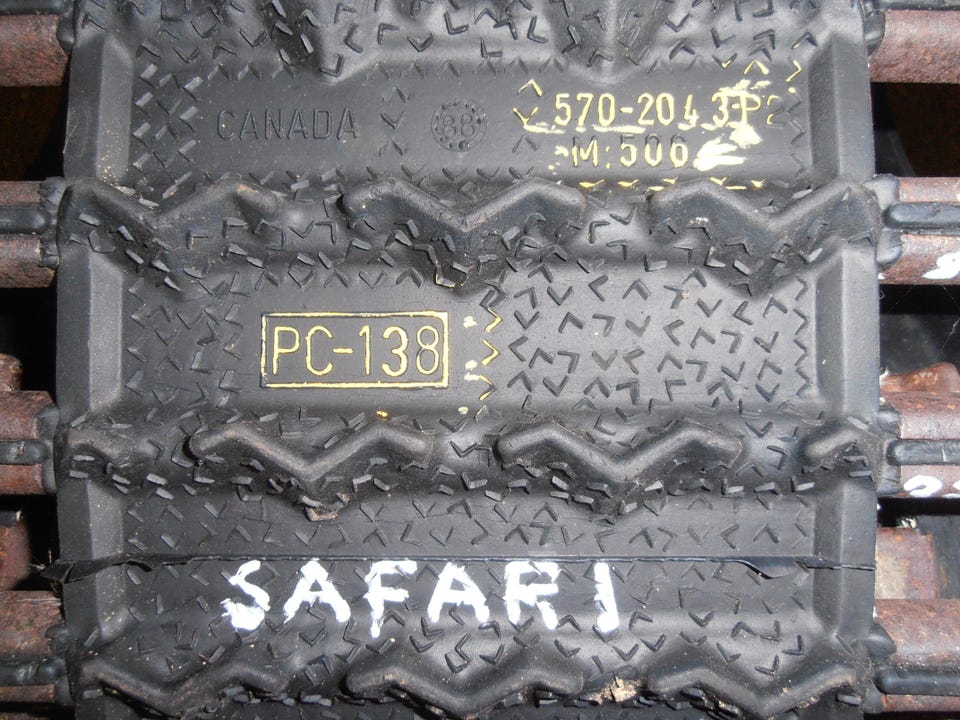 CANADA 88 570-2043-P2
M:506
PC-138
SAFARI